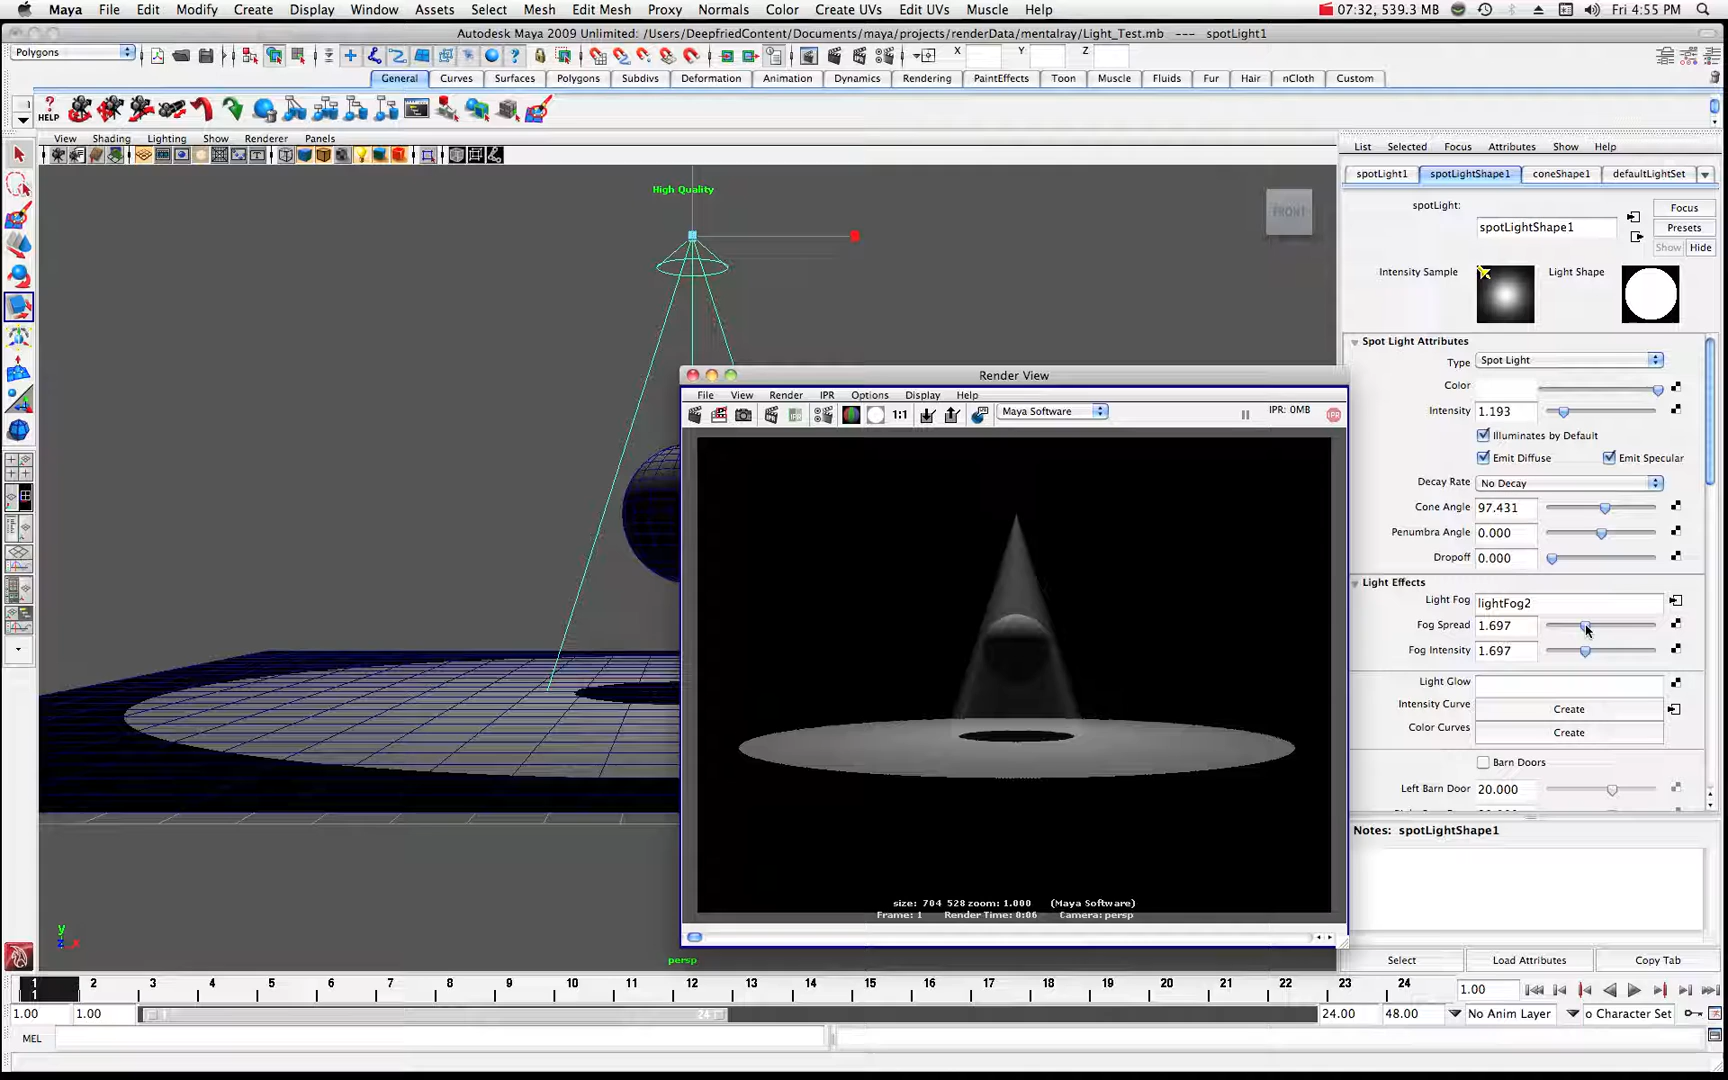 Maya File Edit Modify Create Display Window Assets Select Mesh Edit Mesh Proxy Normals Color Create UVs Edit UVs Muscle Help 07:32, 539.3 MB Fri 4:55 PM
Autodesk Maya 2009 Unlimited: /Users/DeepfriedContent/Documents/maya/projects/renderData/mentalray/Light_Test.mb --- spotLight1
Polygons X Y Z
General Curves Surfaces Polygons Subdivs Deformation Animation Dynamics Rendering PaintEffects Toon Muscle Fluids Fur Hair nCloth Custom
HELP
View Shading Lighting Show Renderer Panels
List Selected Focus Attributes Show Help
spotLight1 spotLightShape1 coneShape1 defaultLightSet
High Quality
FRONT
spotLight: spotLightShape1
Focus
Presets
Show Hide
Intensity Sample Light Shape
Spot Light Attributes
Type Spot Light
Color
Intensity 1.193
Illuminates by Default
Emit Diffuse Emit Specular
Decay Rate No Decay
Cone Angle 97.431
Penumbra Angle 0.000
Dropoff 0.000
Light Effects
Light Fog lightFog2
Fog Spread 1.697
Fog Intensity 1.697
Light Glow
Intensity Curve Create
Color Curves Create
Barn Doors
Left Barn Door 20.000
Notes: spotLightShape1
Select Load Attributes Copy Tab
Render View
File View Render IPR Options Display Help
1:1 Maya Software IPR: 0MB IPR
size: 704 528 zoom: 1.000 (Maya Software)
Frame: 1 Render Time: 0:06 Camera: persp
y
z x
persp
1 2 3 4 5 6 7 8 9 10 11 12 13 14 15 16 17 18 19 20 21 22 23 24 1.00
1
1.00 1.00 1 24 24.00 48.00 No Anim Layer o Character Set
MEL